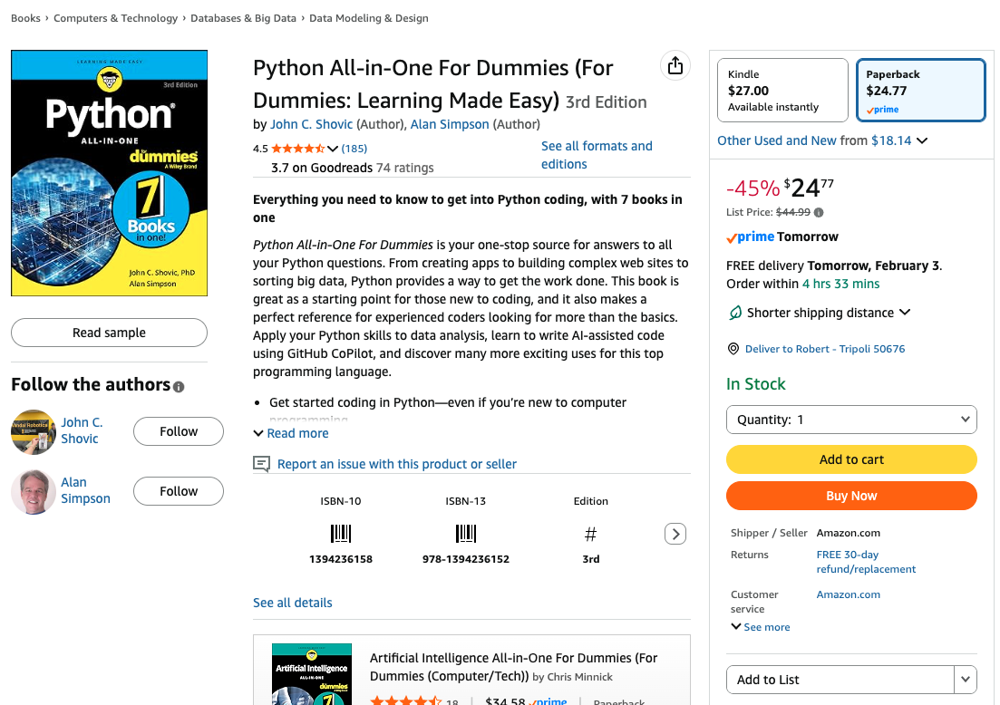 Books › Computers & Technology › Databases & Big Data › Data Modeling & Design
LEARNING MADE EASY
3rd Edition
Python®
ALL-IN-ONE
for dummies
A Wiley Brand
7
Books
in one!
John C. Shovic, PhD
Alan Simpson
Read sample
Follow the authors
John C. Shovic
Follow
Alan Simpson
Follow
Python All-in-One For Dummies (For
Dummies: Learning Made Easy) 3rd Edition
by John C. Shovic (Author), Alan Simpson (Author)
4.5 (185)
3.7 on Goodreads 74 ratings
See all formats and
editions
Everything you need to know to get into Python coding, with 7 books in
one
Python All-in-One For Dummies is your one-stop source for answers to all
your Python questions. From creating apps to building complex web sites to
sorting big data, Python provides a way to get the work done. This book is
great as a starting point for those new to coding, and it also makes a
perfect reference for experienced coders looking for more than the basics.
Apply your Python skills to data analysis, learn to write AI-assisted code
using GitHub CoPilot, and discover many more exciting uses for this top
programming language.
• Get started coding in Python—even if you're new to computer
programming
Read more
Report an issue with this product or seller
ISBN-10 ISBN-13 Edition
#
1394236158 978-1394236152 3rd
See all details
Artificial Intelligence
ALL-IN-ONE
for dummies
7
Artificial Intelligence All-in-One For Dummies (For
Dummies (Computer/Tech)) by Chris Minnick
18 | $34.58 prime | Paperback
Kindle
$27.00
Available instantly
Paperback
$24.77
prime
Other Used and New from $18.14
-45% $24 77
List Price: $44.99
prime Tomorrow
FREE delivery Tomorrow, February 3.
Order within 4 hrs 33 mins
Shorter shipping distance
Deliver to Robert - Tripoli 50676
In Stock
Quantity: 1
Add to cart
Buy Now
Shipper / Seller Amazon.com
Returns FREE 30-day
refund/replacement
Customer Amazon.com
service
See more
Add to List